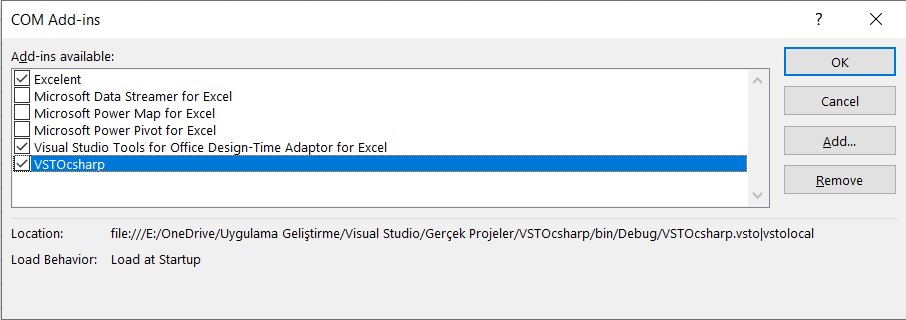 COM Add-ins
?
Add-ins available:
Excelent
Microsoft Data Streamer for Excel
Microsoft Power Map for Excel
Microsoft Power Pivot for Excel
Visual Studio Tools for Office Design-Time Adaptor for Excel
VSTOcsharp
OK
Cancel
Add...
Remove
Location: file:///E:/OneDrive/Uygulama Geliştirme/Visual Studio/Gerçek Projeler/VSTOcsharp/bin/Debug/VSTOcsharp.vsto|vstolocal
Load Behavior: Load at Startup